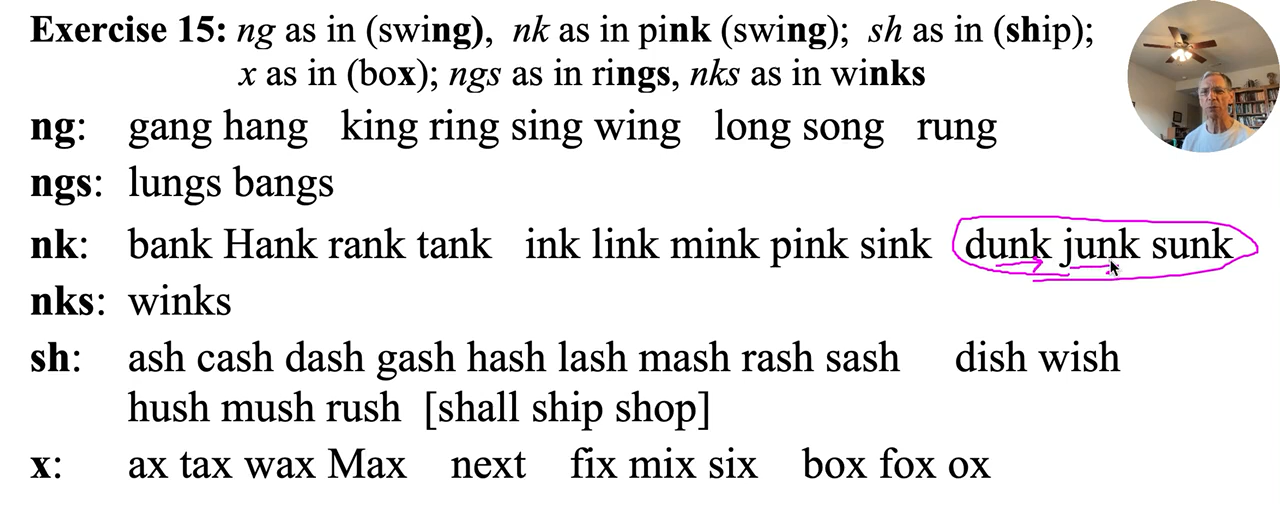 Exercise 15: ng as in (swing), nk as in pink (swing); sh as in (ship);
x as in (box); ngs as in rings, nks as in winks
ng: gang hang king ring sing wing long song rung
ngs: lungs bangs
nk: bank Hank rank tank ink link mink pink sink dunk junk sunk
nks: winks
sh: ash cash dash gash hash lash mash rash sash dish wish
hush mush rush [shall ship shop]
x: ax tax wax Max next fix mix six box fox ox